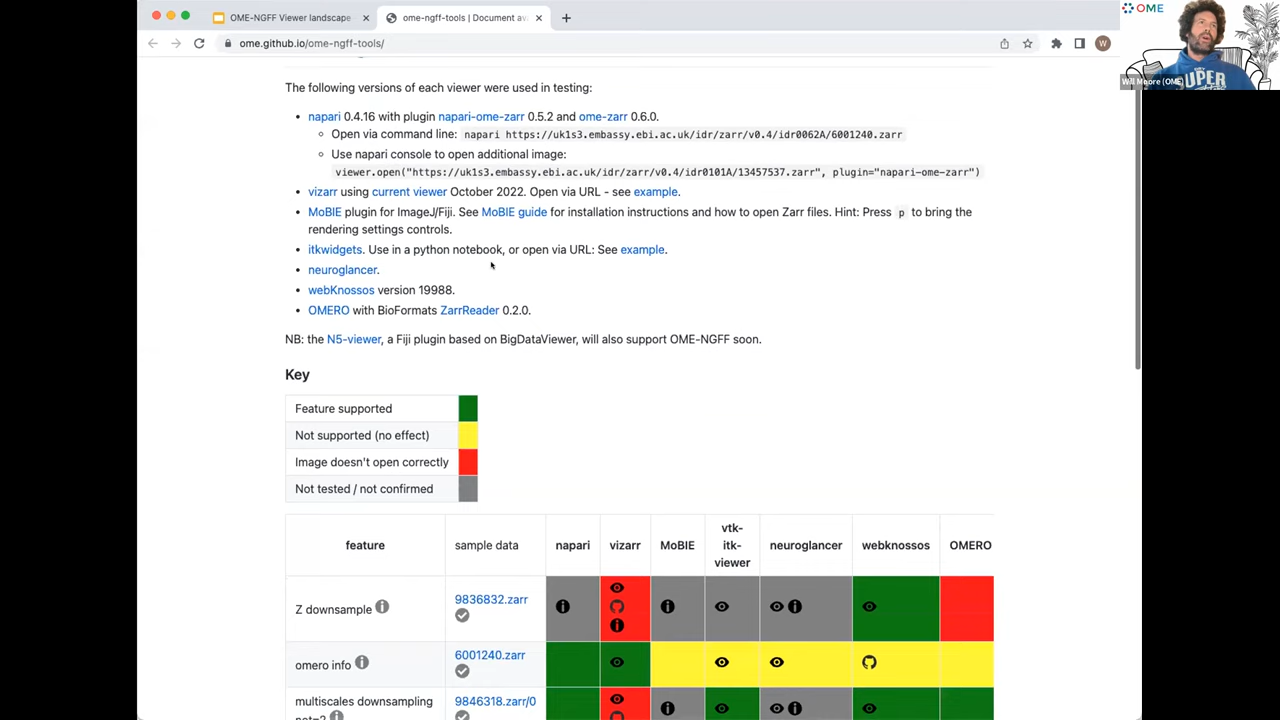 OME-NGFF Viewer landscape
ome-ngff-tools | Document av
ome.github.io/ome-ngff-tools/
W
OME
Will Moore (OME)
SUPER
The following versions of each viewer were used in testing:
• napari 0.4.16 with plugin napari-ome-zarr 0.5.2 and ome-zarr 0.6.0.
Open via command line: napari https://uk1s3.embassy.ebi.ac.uk/idr/zarr/v0.4/idr0062A/6001240.zarr
Use napari console to open additional image:
viewer.open("https://uk1s3.embassy.ebi.ac.uk/idr/zarr/v0.4/idr0101A/13457537.zarr", plugin="napari-ome-zarr")
• vizarr using current viewer October 2022. Open via URL - see example.
• MoBIE plugin for ImageJ/Fiji. See MoBIE guide for installation instructions and how to open Zarr files. Hint: Press p to bring the
rendering settings controls.
• itkwidgets. Use in a python notebook, or open via URL: See example.
• neuroglancer.
• webKnossos version 19988.
• OMERO with BioFormats ZarrReader 0.2.0.
NB: the N5-viewer, a Fiji plugin based on BigDataViewer, will also support OME-NGFF soon.
Key
Feature supported
Not supported (no effect)
Image doesn't open correctly
Not tested / not confirmed
feature sample data napari vizarr MoBIE vtk-itk-viewer neuroglancer webknossos OMERO
Z downsample 9836832.zarr
omero info 6001240.zarr
multiscales downsampling 9846318.zarr/0